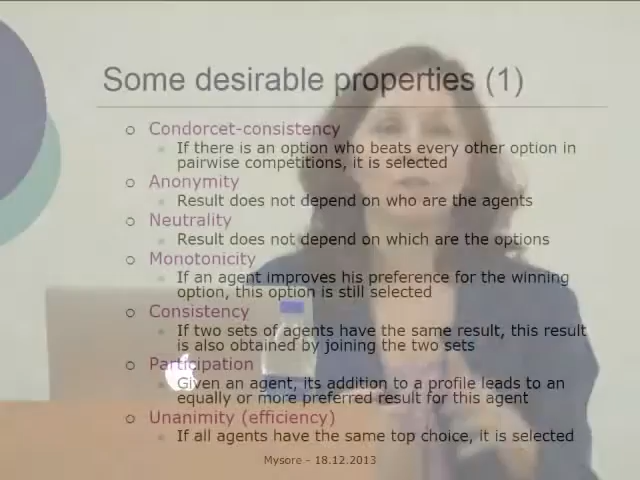 Some desirable properties (1)
Condorcet-consistency
If there is an option who beats every other option in
pairwise competitions, it is selected
Anonymity
Result does not depend on who are the agents
Neutrality
Result does not depend on which are the options
Monotonicity
If an agent improves his preference for the winning
option, this option is still selected
Consistency
If two sets of agents have the same result, this result
is also obtained by joining the two sets
Participation
Given an agent, its addition to a profile leads to an
equally or more preferred result for this agent
Unanimity (efficiency)
If all agents have the same top choice, it is selected
Mysore - 18.12.2013